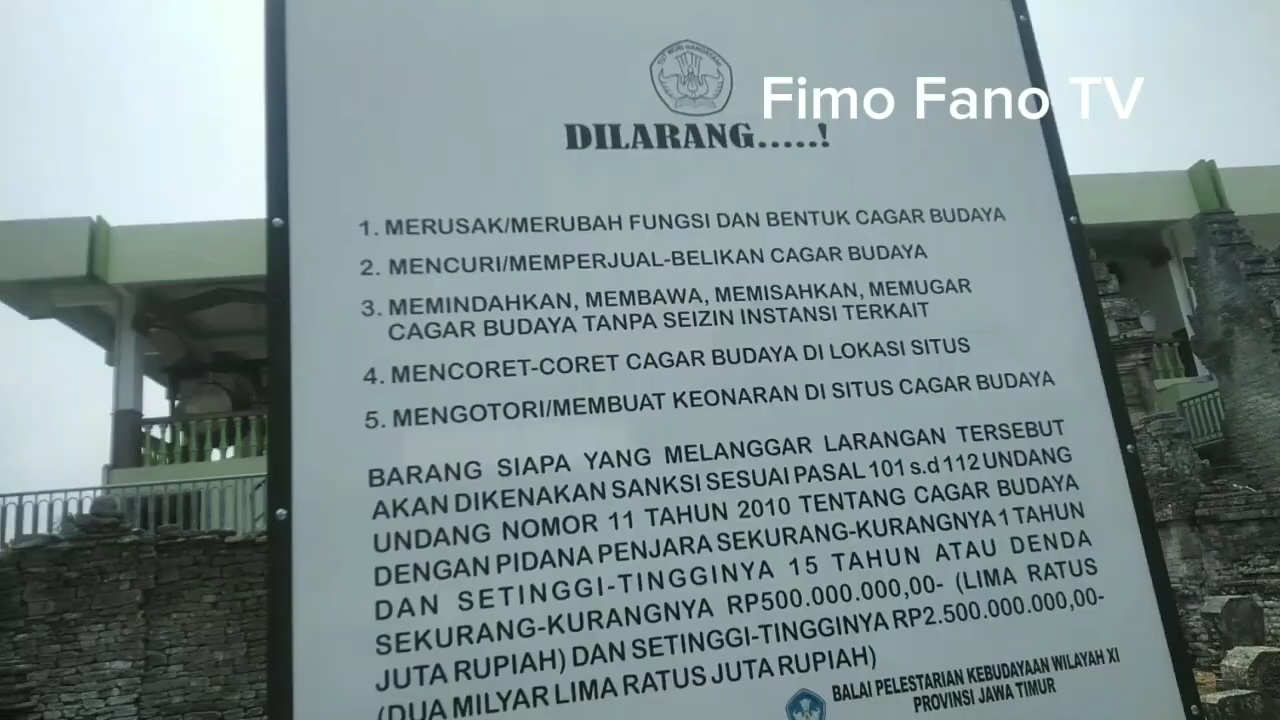 TUT WURI HANDAYANI
Fimo Fano TV
DILARANG.....!
1. MERUSAK/MERUBAH FUNGSI DAN BENTUK CAGAR BUDAYA
2. MENCURI/MEMPERJUAL-BELIKAN CAGAR BUDAYA
3. MEMINDAHKAN, MEMBAWA, MEMISAHKAN, MEMUGAR
CAGAR BUDAYA TANPA SEIZIN INSTANSI TERKAIT
4. MENCORET-CORET CAGAR BUDAYA DI LOKASI SITUS
5. MENGOTORI/MEMBUAT KEONARAN DI SITUS CAGAR BUDAYA
BARANG SIAPA YANG MELANGGAR LARANGAN TERSEBUT
AKAN DIKENAKAN SANKSI SESUAI PASAL 101 s.d 112 UNDANG
UNDANG NOMOR 11 TAHUN 2010 TENTANG CAGAR BUDAYA
DENGAN PIDANA PENJARA SEKURANG-KURANGNYA 1 TAHUN
DAN SETINGGI-TINGGINYA 15 TAHUN ATAU DENDA
SEKURANG-KURANGNYA RP500.000.000,00- (LIMA RATUS
JUTA RUPIAH) DAN SETINGGI-TINGGINYA RP2.500.000.000,00-
(DUA MILYAR LIMA RATUS JUTA RUPIAH)
BALAI PELESTARIAN KEBUDAYAAN WILAYAH XI
PROVINSI JAWA TIMUR